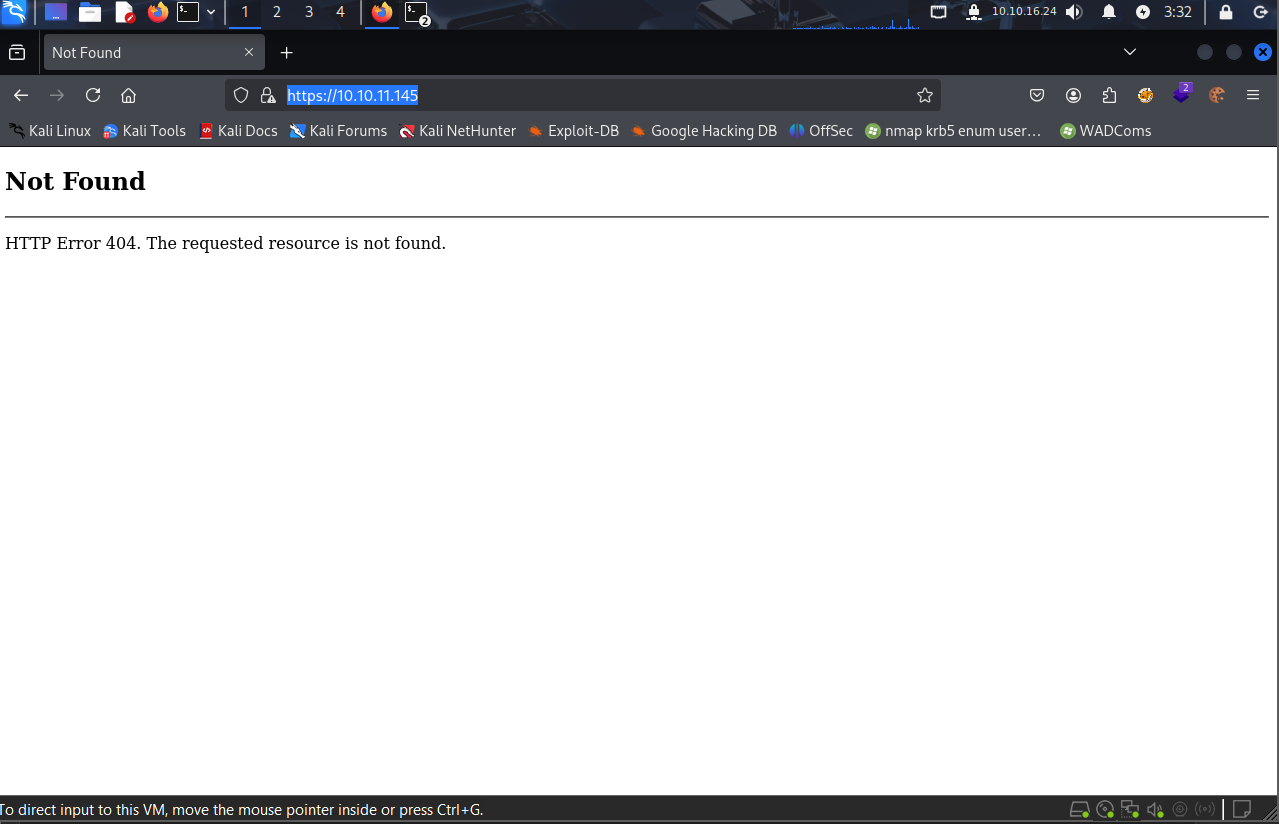 1 2 3 4 2 10.10.16.24 3:32
Not Found
https://10.10.11.145 2
Kali Linux Kali Tools Kali Docs Kali Forums Kali NetHunter Exploit-DB Google Hacking DB OffSec nmap krb5 enum user… WADComs
Not Found
HTTP Error 404. The requested resource is not found.
To direct input to this VM, move the mouse pointer inside or press Ctrl+G.